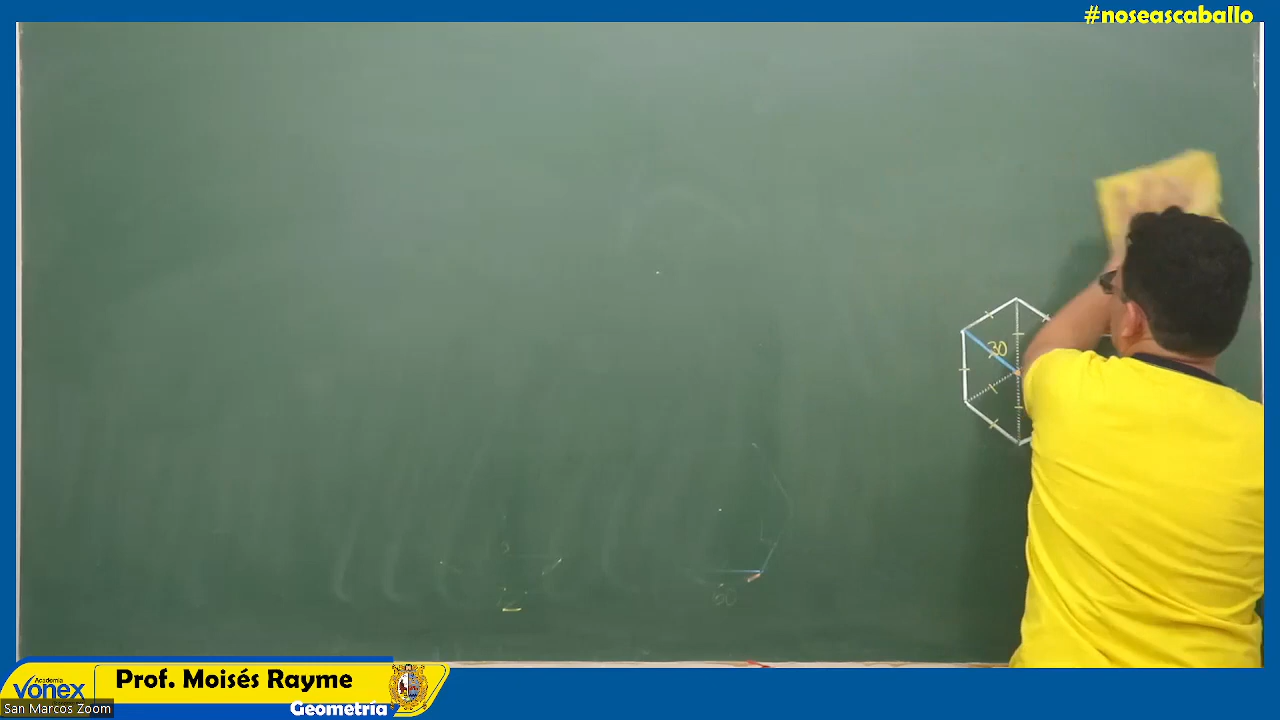 #noseascaballo
30
60
Academia
vonex
Prof. Moisés Rayme
Geometría
San Marcos Zoom